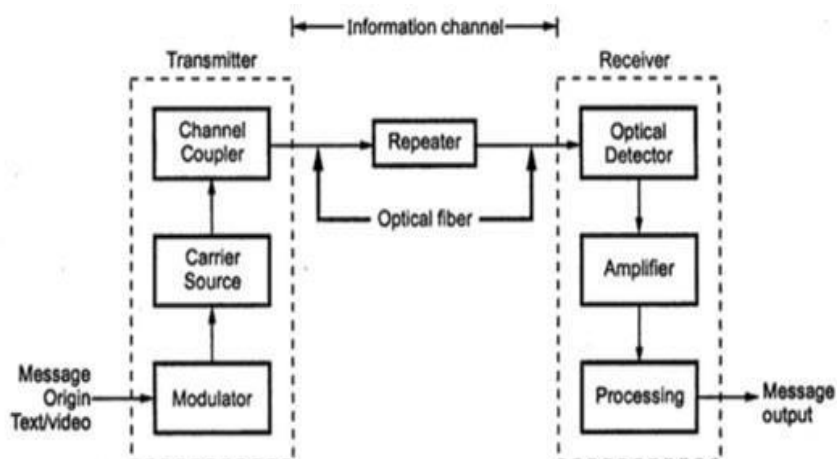 Information channel
Transmitter
Receiver
Channel
Coupler
Repeater
Optical
Detector
Optical fiber
Carrier
Source
Amplifier
Message
Origin
Text/video
Modulator
Processing
Message
output